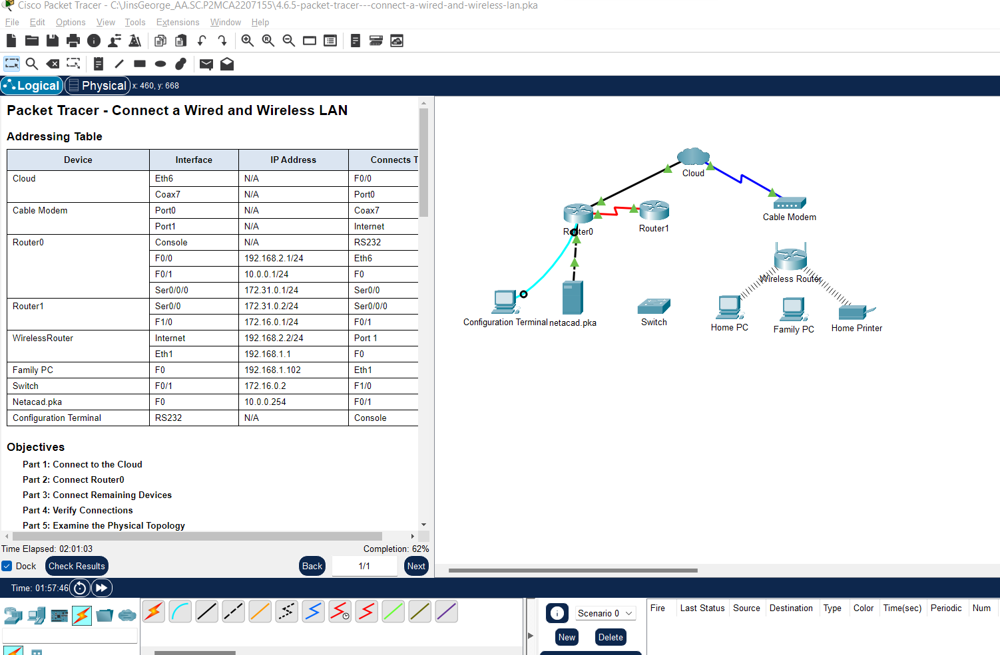 Cisco Packet Tracer - C:\JinsGeorge_AA.SC.P2MCA2207155\4.6.5-packet-tracer---connect-a-wired-and-wireless-lan.pka
File Edit Options View Tools Extensions Window Help
Logical Physical x: 460, y: 668
Packet Tracer - Connect a Wired and Wireless LAN
Addressing Table
Device Interface IP Address Connects T
Cloud Eth6 N/A F0/0
Coax7 N/A Port0
Cable Modem Port0 N/A Coax7
Port1 N/A Internet
Router0 Console N/A RS232
F0/0 192.168.2.1/24 Eth6
F0/1 10.0.0.1/24 F0
Ser0/0/0 172.31.0.1/24 Ser0/0
Router1 Ser0/0 172.31.0.2/24 Ser0/0/0
F1/0 172.16.0.1/24 F0/1
WirelessRouter Internet 192.168.2.2/24 Port 1
Eth1 192.168.1.1 F0
Family PC F0 192.168.1.102 Eth1
Switch F0/1 172.16.0.2 F1/0
Netacad.pka F0 10.0.0.254 F0/1
Configuration Terminal RS232 N/A Console
Objectives
Part 1: Connect to the Cloud
Part 2: Connect Router0
Part 3: Connect Remaining Devices
Part 4: Verify Connections
Part 5: Examine the Physical Topology
Time Elapsed: 02:01:03 Completion: 62%
Dock Check Results Back 1/1 Next
Cloud
Cable Modem
Router0
Router1
Wireless Router
Configuration Terminal
netacad.pka
Switch
Home PC
Family PC
Home Printer
Time: 01:57:46
Scenario 0
New Delete
Fire Last Status Source Destination Type Color Time(sec) Periodic Num